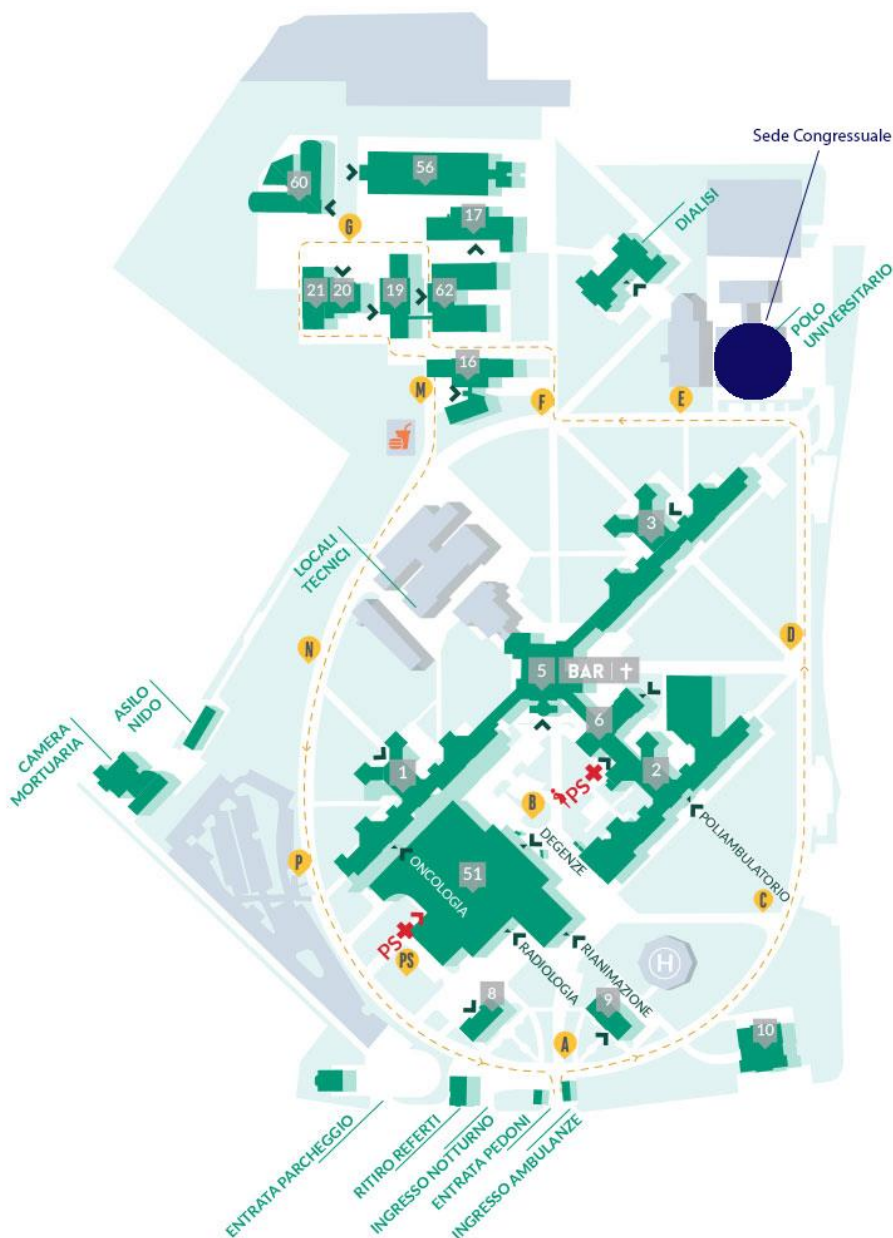 Sede Congressuale
56
60
17
DIALISI
G
21
20
19
62
POLO
UNIVERSITARIO
16
M
F
E
3
LOCALI
TECNICI
D
N
5
BAR
6
ASILO
NIDO
CAMERA
MORTUARIA
1
2
PS
B
DEGENZE
POLIAMBULATORIO
P
ONCOLOGIA
51
C
PS
PS
RADIOLOGIA
RIANIMAZIONE
H
8
9
A
10
ENTRATA PARCHEGGIO
RITIRO REFERTI
INGRESSO NOTTURNO
ENTRATA PEDONI
INGRESSO AMBULANZE